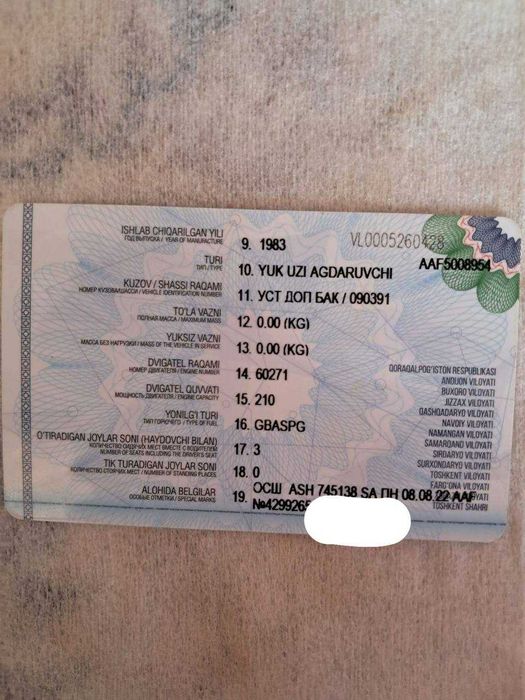 ISHLAB CHIQARILGAN YILI
ГОД ВЫПУСКА / YEAR OF MANUFACTURE
9. 1983
VL0005260428
AAF5008954
TURI
ТИП / TYPE
10. YUK UZI AGDARUVCHI
KUZOV / SHASSI RAQAMI
НОМЕР КУЗОВА/ШАССИ / VEHICLE IDENTIFICATION NUMBER
11. УСТ ДОП БАК / 090391
TO'LA VAZNI
ПОЛНАЯ МАССА / MAXIMUM MASS
12. 0.00 (KG)
YUKSIZ VAZNI
МАССА БЕЗ НАГРУЗКИ / MASS OF THE VEHICLE IN SERVICE
13. 0.00 (KG)
DVIGATEL RAQAMI
НОМЕР ДВИГАТЕЛЯ / ENGINE NUMBER
14. 60271
DVIGATEL QUVVATI
МОЩНОСТЬ ДВИГАТЕЛЯ / ENGINE CAPACITY
15. 210
YONILG'I TURI
ТИП ГОРЮЧЕГО / TYPE OF FUEL
16. GBASPG
O'TIRADIGAN JOYLAR SONI (HAYDOVCHI BILAN)
КОЛИЧЕСТВО СИДЯЧИХ МЕСТ ВМЕСТЕ С ВОДИТЕЛЕМ
NUMBER OF SEATS INCLUDING THE DRIVER'S SEAT
17. 3
TIK TURADIGAN JOYLAR SONI
КОЛИЧЕСТВО СТОЯЧИХ МЕСТ / NUMBER OF STANDING PLACES
18. 0
ALOHIDA BELGILAR
ОСОБЫЕ ОТМЕТКИ / SPECIAL MARKS
19. ОСШ ASH 745138 SA ПН 08.08.22 AAF
№429926
QORAQALPOG'ISTON RESPUBLIKASI
ANDIJON VILOYATI
BUXORO VILOYATI
JIZZAX VILOYATI
QASHQADARYO VILOYATI
NAVOIY VILOYATI
NAMANGAN VILOYATI
SAMARQAND VILOYATI
SIRDARYO VILOYATI
SURXONDARYO VILOYATI
TOSHKENT VILOYATI
FARG'ONA VILOYATI
TOSHKENT SHAHRI